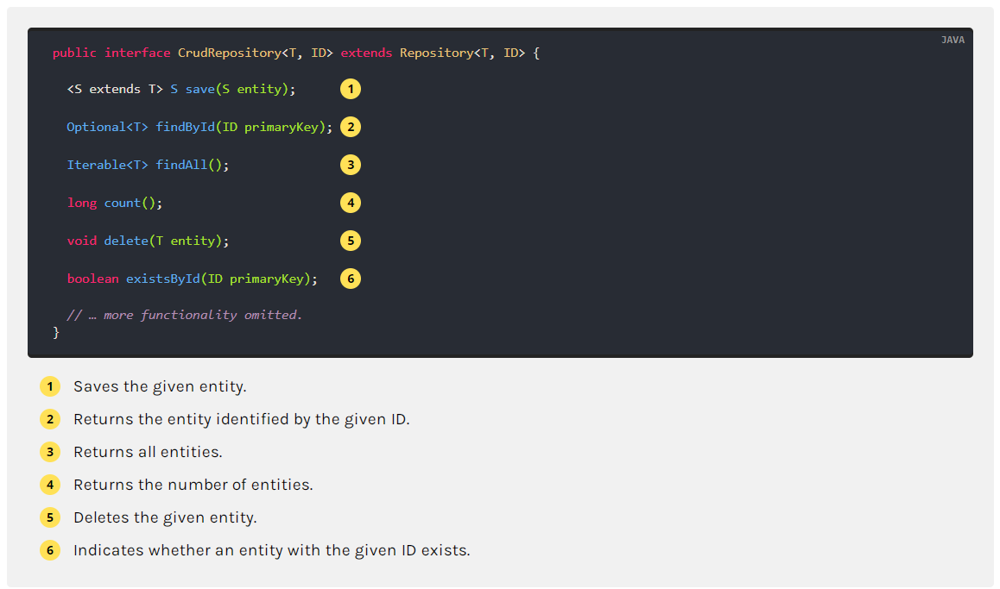 JAVA
public interface CrudRepository<T, ID> extends Repository<T, ID> {
<S extends T> S save(S entity); 1
Optional<T> findById(ID primaryKey); 2
Iterable<T> findAll(); 3
long count(); 4
void delete(T entity); 5
boolean existsById(ID primaryKey); 6
// … more functionality omitted.
}
1 Saves the given entity.
2 Returns the entity identified by the given ID.
3 Returns all entities.
4 Returns the number of entities.
5 Deletes the given entity.
6 Indicates whether an entity with the given ID exists.